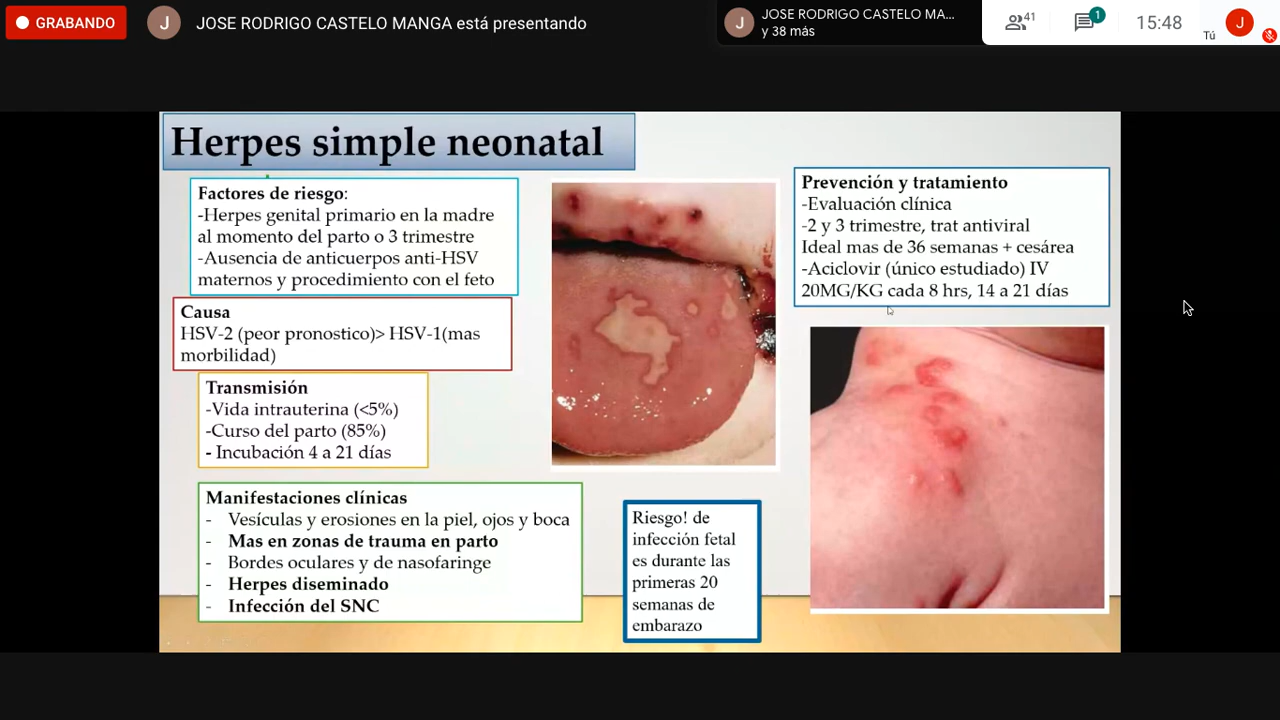 GRABANDO
J
JOSE RODRIGO CASTELO MANGA está presentando
J
JOSE RODRIGO CASTELO MA...
y 38 más
41
1
15:48
Tú
J
Herpes simple neonatal
Factores de riesgo:
-Herpes genital primario en la madre
al momento del parto o 3 trimestre
-Ausencia de anticuerpos anti-HSV
maternos y procedimiento con el feto
Causa
HSV-2 (peor pronostico)> HSV-1(mas
morbilidad)
Transmisión
-Vida intrauterina (<5%)
-Curso del parto (85%)
- Incubación 4 a 21 días
Manifestaciones clínicas
- Vesículas y erosiones en la piel, ojos y boca
- Mas en zonas de trauma en parto
- Bordes oculares y de nasofaringe
- Herpes diseminado
- Infección del SNC
Riesgo! de
infección fetal
es durante las
primeras 20
semanas de
embarazo
Prevención y tratamiento
-Evaluación clínica
-2 y 3 trimestre, trat antiviral
Ideal mas de 36 semanas + cesárea
-Aciclovir (único estudiado) IV
20MG/KG cada 8 hrs, 14 a 21 días